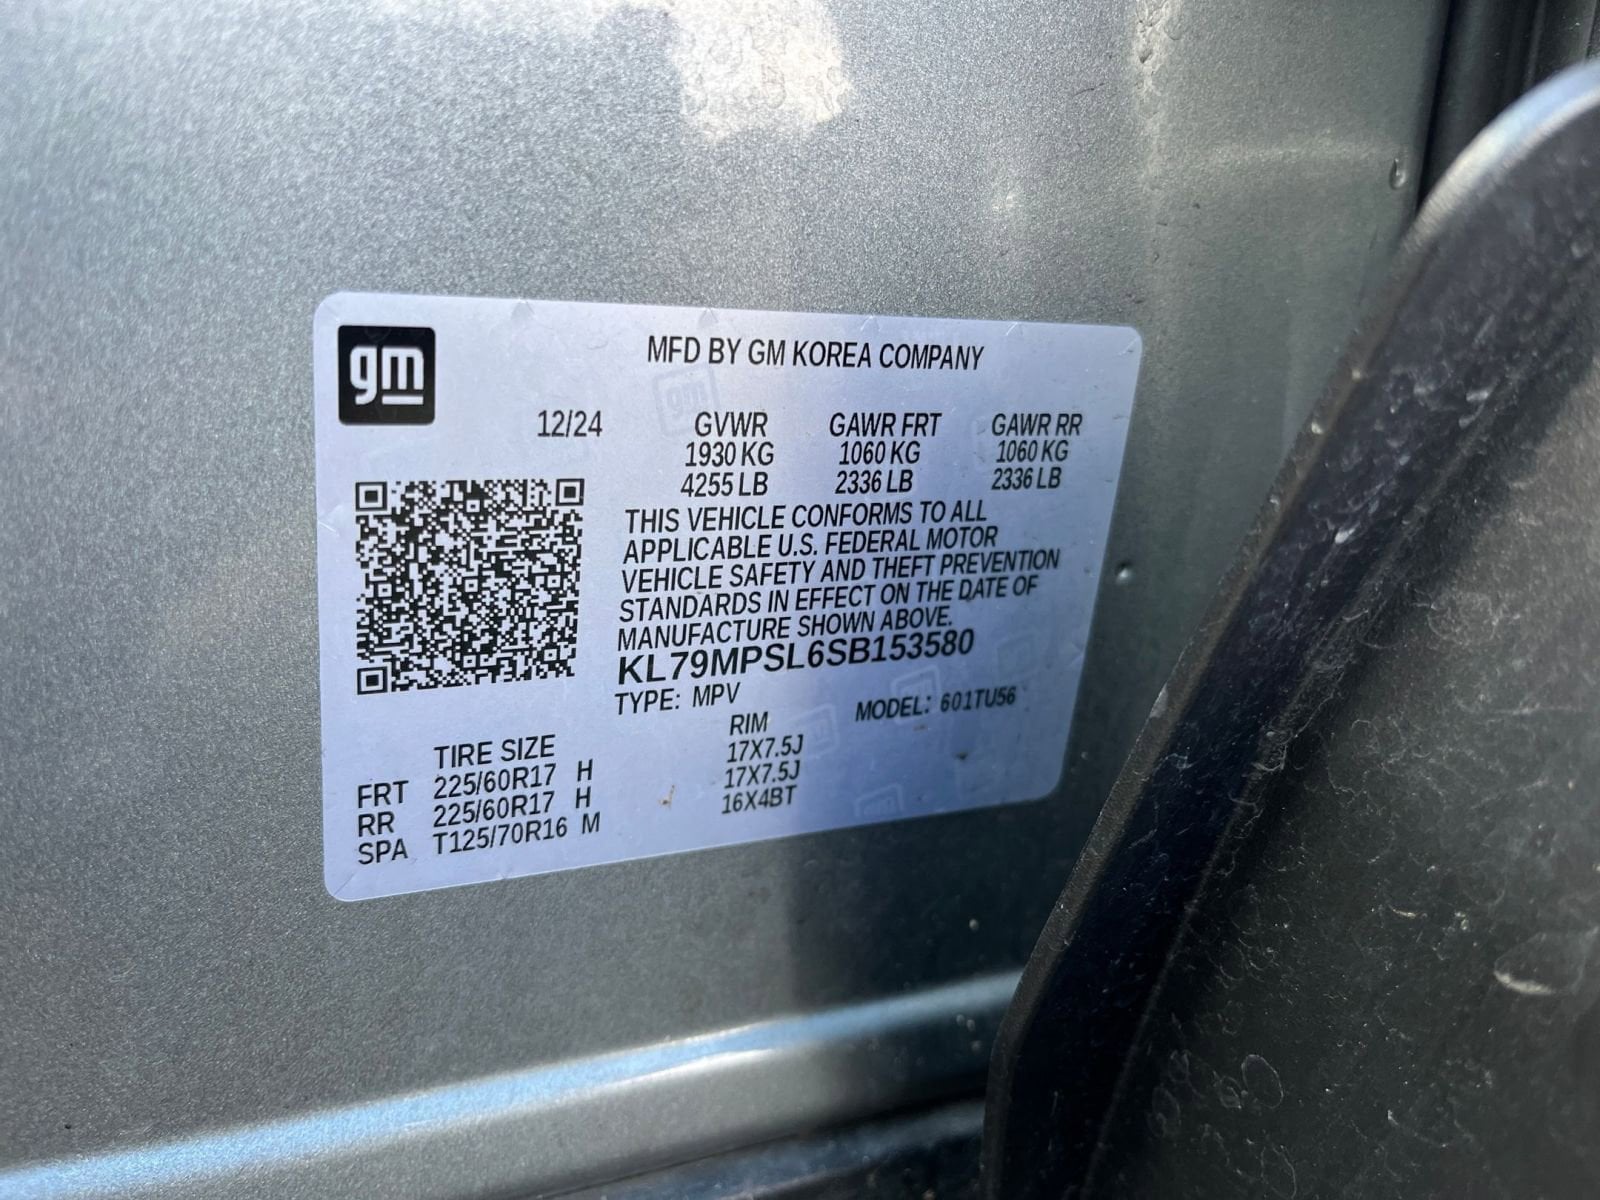 gm
MFD BY GM KOREA COMPANY
12/24 GVWR GAWR FRT GAWR RR
1930 KG 1060 KG 1060 KG
4255 LB 2336 LB 2336 LB
THIS VEHICLE CONFORMS TO ALL
APPLICABLE U.S. FEDERAL MOTOR
VEHICLE SAFETY AND THEFT PREVENTION
STANDARDS IN EFFECT ON THE DATE OF
MANUFACTURE SHOWN ABOVE.
KL79MPSL6SB153580
TYPE: MPV MODEL: 601TU56
TIRE SIZE RIM
FRT 225/60R17 H 17X7.5J
RR 225/60R17 H 17X7.5J
SPA T125/70R16 M 16X4BT